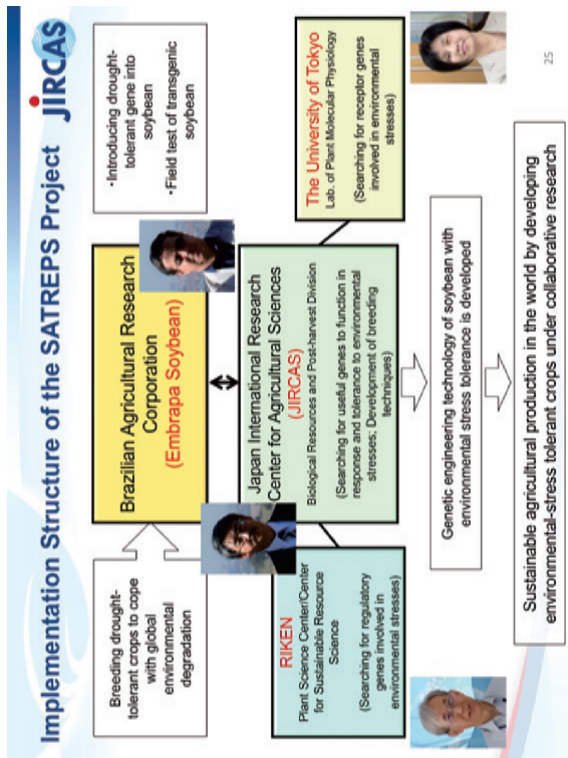 Implementation Structure of the SATREPS Project
JIRCAS
Breeding drought-
tolerant crops to cope
with global
environmental
degradation
Brazilian Agricultural Research
Corporation
(Embrapa Soybean)
・Introducing drought-
tolerant gene into
soybean
・Field test of transgenic
soybean
RIKEN
Plant Science Center/Center
for Sustainable Resource
Science
(Searching for regulatory
genes involved in
environmental stresses)
Japan International Research
Center for Agricultural Sciences
(JIRCAS)
Biological Resources and Post-harvest Division
(Searching for useful genes to function in
response and tolerance to environmental
stresses; Development of breeding
techniques)
The University of Tokyo
Lab. of Plant Molecular Physiology
(Searching for receptor genes
involved in environmental
stresses)
Genetic engineering technology of soybean with
environmental stress tolerance is developed
Sustainable agricultural production in the world by developing
environmental-stress tolerant crops under collaborative research
25